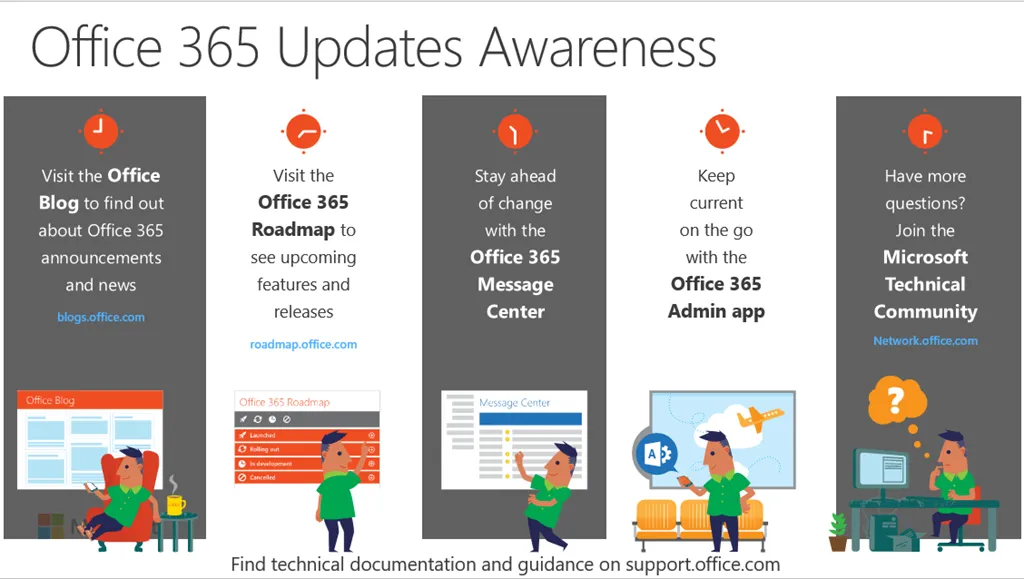 Office 365 Updates Awareness
Visit the Office
Blog to find out
about Office 365
announcements
and news
blogs.office.com
Visit the
Office 365
Roadmap to
see upcoming
features and
releases
roadmap.office.com
Stay ahead
of change
with the
Office 365
Message
Center
Keep
current
on the go
with the
Office 365
Admin app
Have more
questions?
Join the
Microsoft
Technical
Community
Network.office.com
Office Blog
Office 365 Roadmap
Launched
Rolling out
In development
Cancelled
Message Center
A
?
Find technical documentation and guidance on support.office.com